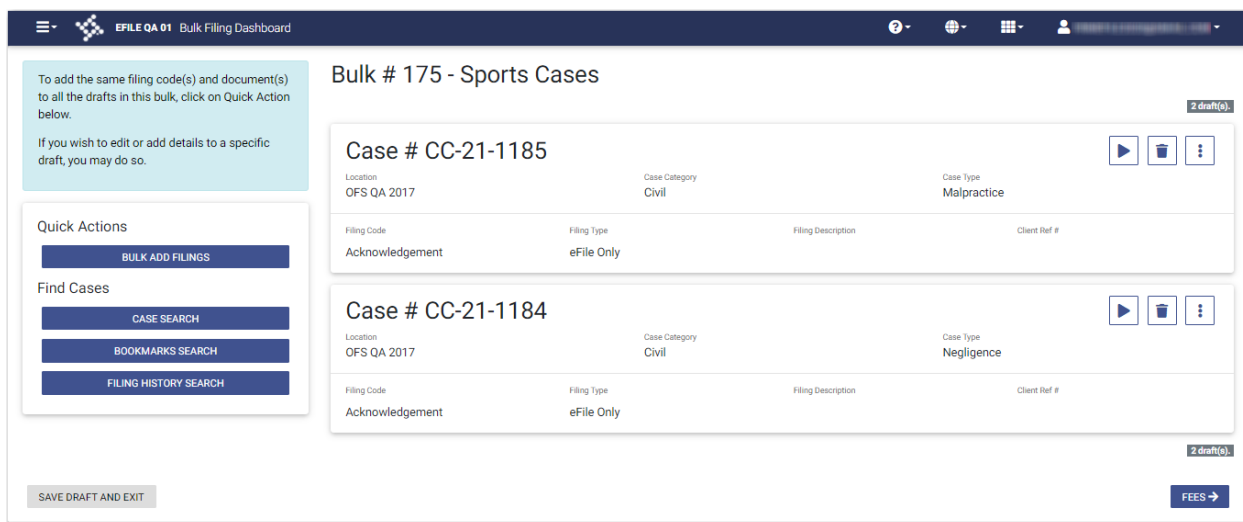 EFILE QA 01 Bulk Filing Dashboard
To add the same filing code(s) and document(s)
to all the drafts in this bulk, click on Quick Action
below.
If you wish to edit or add details to a specific
draft, you may do so.
Quick Actions
BULK ADD FILINGS
Find Cases
CASE SEARCH
BOOKMARKS SEARCH
FILING HISTORY SEARCH
Bulk # 175 - Sports Cases
2 draft(s).
Case # CC-21-1185
Location Case Category Case Type
OFS QA 2017 Civil Malpractice
Filing Code Filing Type Filing Description Client Ref #
Acknowledgement eFile Only
Case # CC-21-1184
Location Case Category Case Type
OFS QA 2017 Civil Negligence
Filing Code Filing Type Filing Description Client Ref #
Acknowledgement eFile Only
2 draft(s).
SAVE DRAFT AND EXIT
FEES